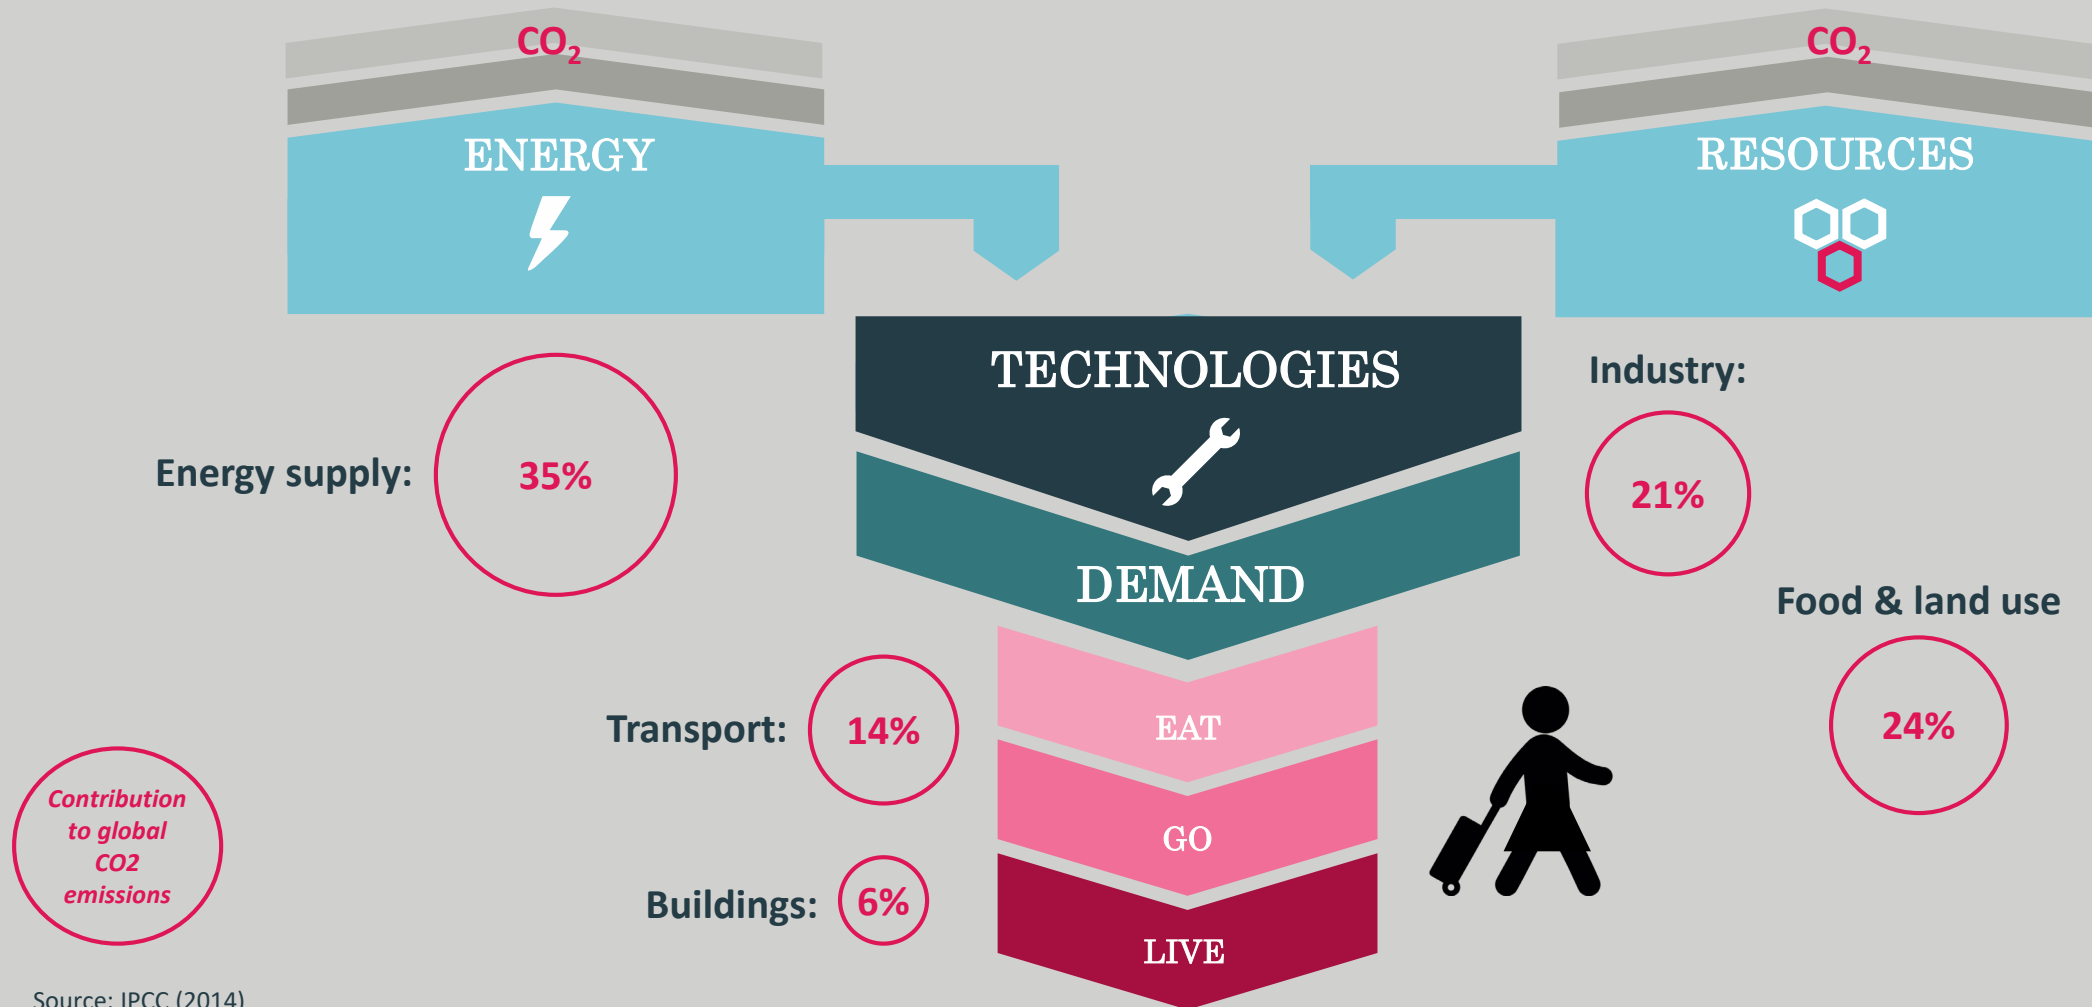 CO₂
CO₂
ENERGY
RESOURCES
TECHNOLOGIES
Industry:
Energy supply:
35%
21%
DEMAND
Food & land use
EAT
Transport:
14%
24%
GO
Contribution
to global
CO2
emissions
Buildings:
6%
LIVE
Source: IPCC (2014)